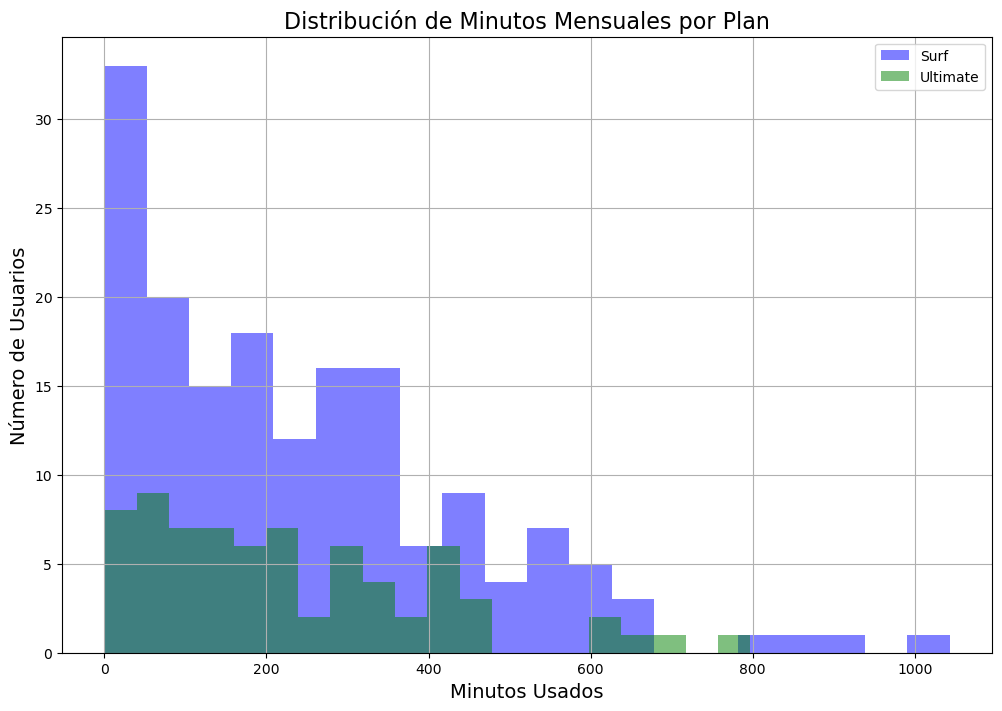 Distribución de Minutos Mensuales por Plan
Surf
Ultimate
Número de Usuarios
30
25
20
15
10
5
0
0 200 400 600 800 1000
Minutos Usados